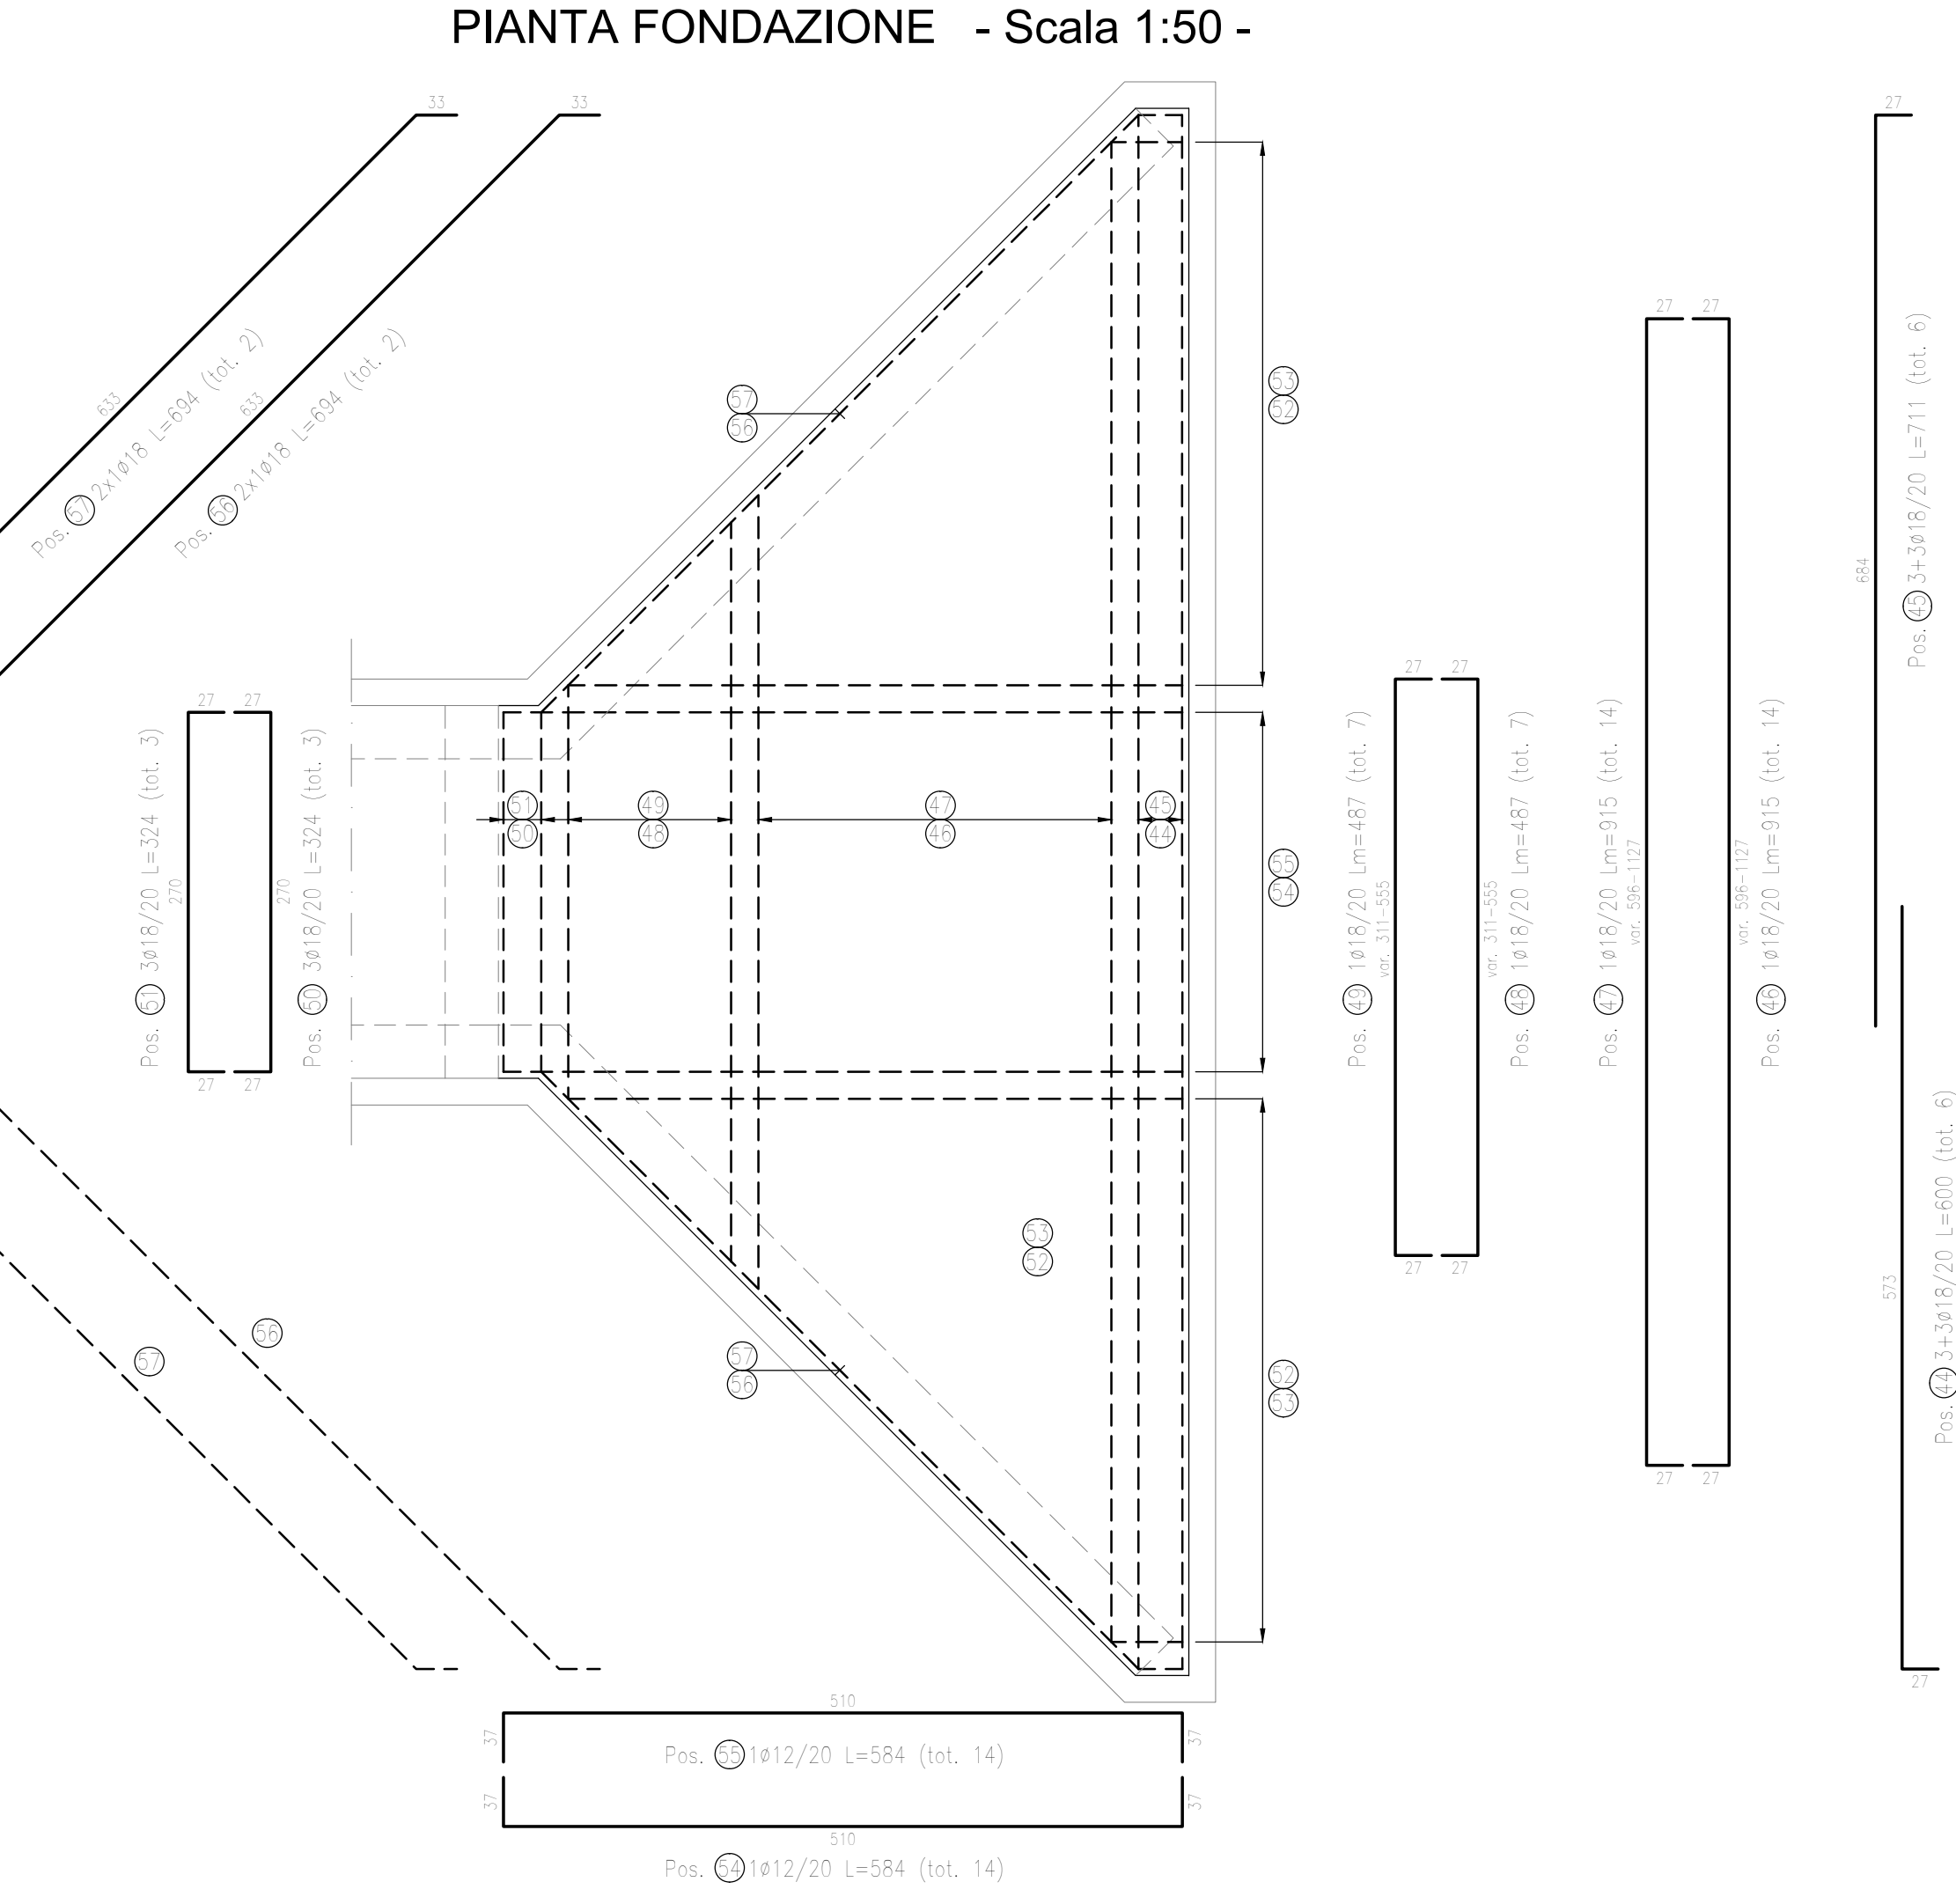 PIANTA FONDAZIONE - Scala 1:50 -
33
33
27
633
Pos. 57 2x1ø18 L=694 (tot. 2)
633
Pos. 56 2x1ø18 L=694 (tot. 2)
57
56
53
52
27 27
27 27
684
Pos. 45 3+3ø18/20 L=711 (tot. 6)
27 27
270
Pos. 51 3ø18/20 L=324 (tot. 3)
270
Pos. 50 3ø18/20 L=324 (tot. 3)
27 27
51
50
49
48
47
46
45
44
55
54
Pos. 49 1ø18/20 Lm=487 (tot. 7)
var. 311-555
var. 311-555
Pos. 48 1ø18/20 Lm=487 (tot. 7)
27 27
Pos. 47 1ø18/20 Lm=915 (tot. 14)
var. 596-1127
var. 596-1127
Pos. 46 1ø18/20 Lm=915 (tot. 14)
27 27
573
Pos. 44 3+3ø18/20 L=600 (tot. 6)
27
53
52
56
57
57
56
52
53
510
37
37
Pos. 55 1ø12/20 L=584 (tot. 14)
37
37
510
Pos. 54 1ø12/20 L=584 (tot. 14)